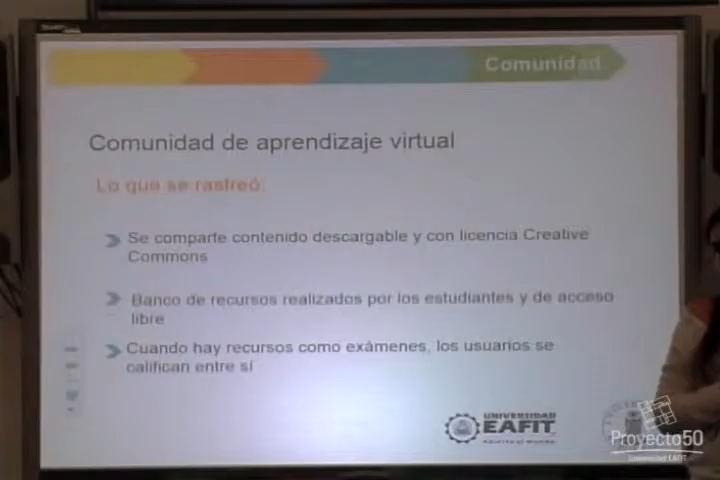 Comunidad
Comunidad de aprendizaje virtual
Lo que se rastreó:
Se comparte contenido descargable y con licencia Creative
Commons
Banco de recursos realizados por los estudiantes y de acceso
libre
Cuando hay recursos como exámenes, los usuarios se
califican entre sí
UNIVERSIDAD
EAFIT
Proyecto50
Universidad EAFIT